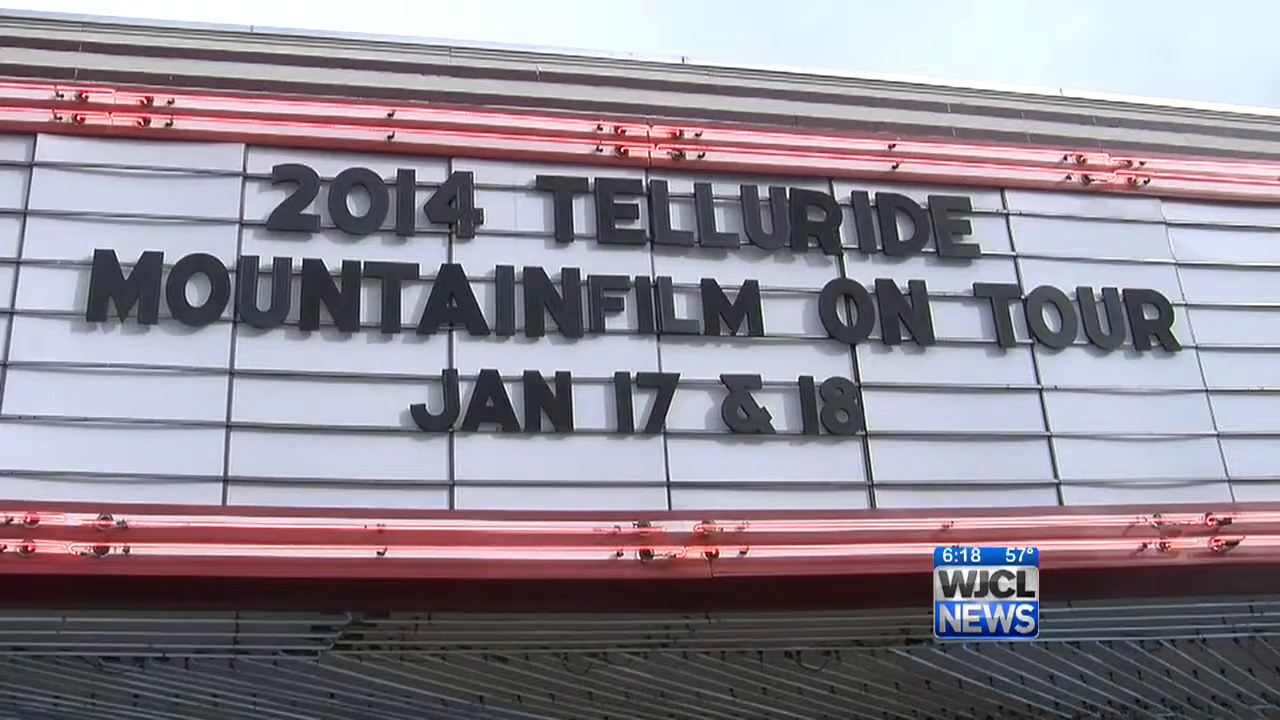 2014 TELLURIDE
MOUNTAINFILM ON TOUR
JAN 17 & 18
6:18 57°
WJCL
NEWS